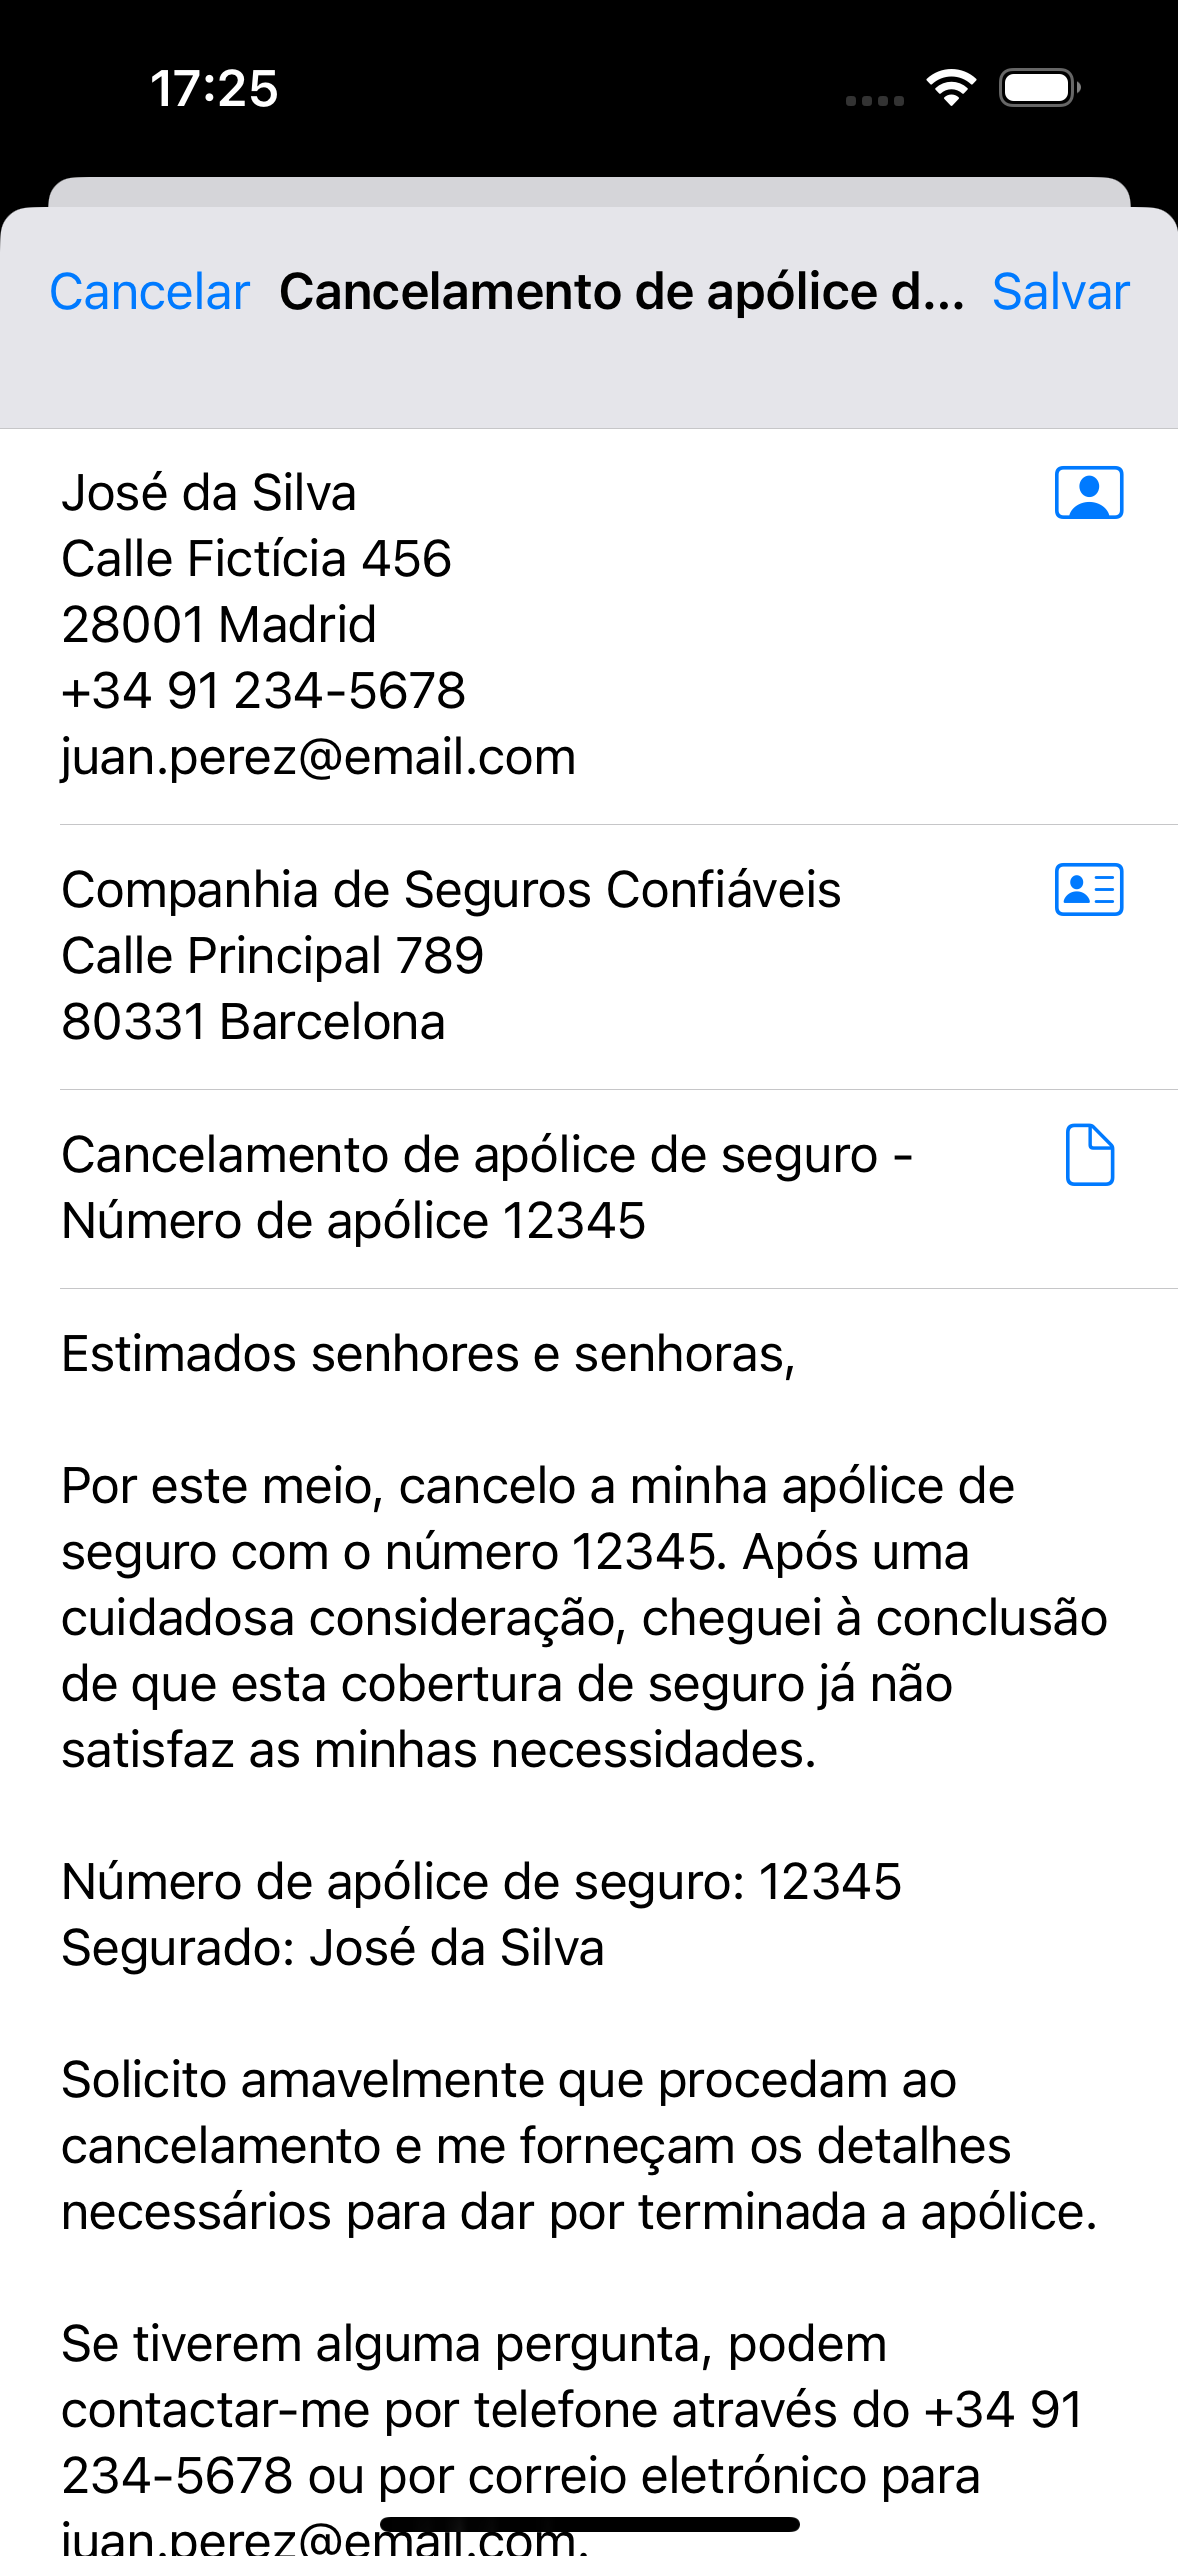 17:25
Cancelar Cancelamento de apólice d... Salvar
José da Silva
Calle Fictícia 456
28001 Madrid
+34 91 234-5678
juan.perez@email.com
Companhia de Seguros Confiáveis
Calle Principal 789
80331 Barcelona
Cancelamento de apólice de seguro -
Número de apólice 12345
Estimados senhores e senhoras,
Por este meio, cancelo a minha apólice de
seguro com o número 12345. Após uma
cuidadosa consideração, cheguei à conclusão
de que esta cobertura de seguro já não
satisfaz as minhas necessidades.
Número de apólice de seguro: 12345
Segurado: José da Silva
Solicito amavelmente que procedam ao
cancelamento e me forneçam os detalhes
necessários para dar por terminada a apólice.
Se tiverem alguma pergunta, podem
contactar-me por telefone através do +34 91
234-5678 ou por correio eletrónico para
juan.perez@email.com.